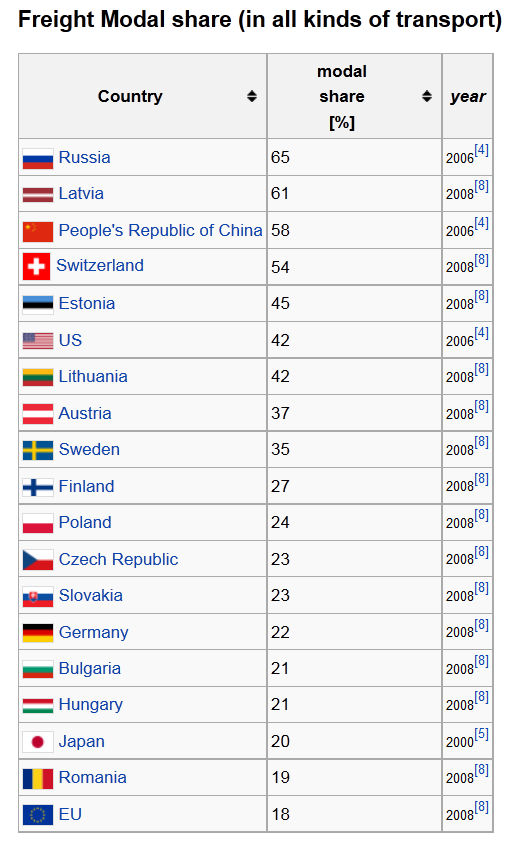 Freight Modal share (in all kinds of transport)
Country modal share [%] year
Russia 65 2006[4]
Latvia 61 2008[8]
People's Republic of China 58 2006[4]
Switzerland 54 2008[8]
Estonia 45 2008[8]
US 42 2006[4]
Lithuania 42 2008[8]
Austria 37 2008[8]
Sweden 35 2008[8]
Finland 27 2008[8]
Poland 24 2008[8]
Czech Republic 23 2008[8]
Slovakia 23 2008[8]
Germany 22 2008[8]
Bulgaria 21 2008[8]
Hungary 21 2008[8]
Japan 20 2000[5]
Romania 19 2008[8]
EU 18 2008[8]